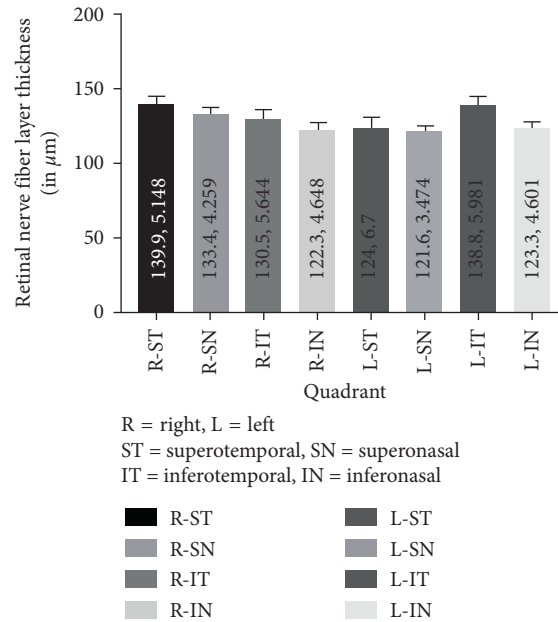 Retinal nerve fiber layer thickness
(in μm)
200
150
100
50
0
139.9, 5.148
133.4, 4.259
130.5, 5.644
122.3, 4.648
124, 6.7
121.6, 3.474
138.8, 5.981
123.3, 4.601
R-ST
R-SN
R-IT
R-IN
L-ST
L-SN
L-IT
L-IN
Quadrant
R = right, L = left
ST = superotemporal, SN = superonasal
IT = inferotemporal, IN = inferonasal
R-ST
R-SN
R-IT
R-IN
L-ST
L-SN
L-IT
L-IN